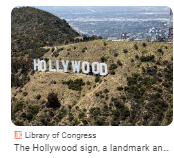 HOLLYWOOD
Library of Congress
The Hollywood sign, a landmark an...